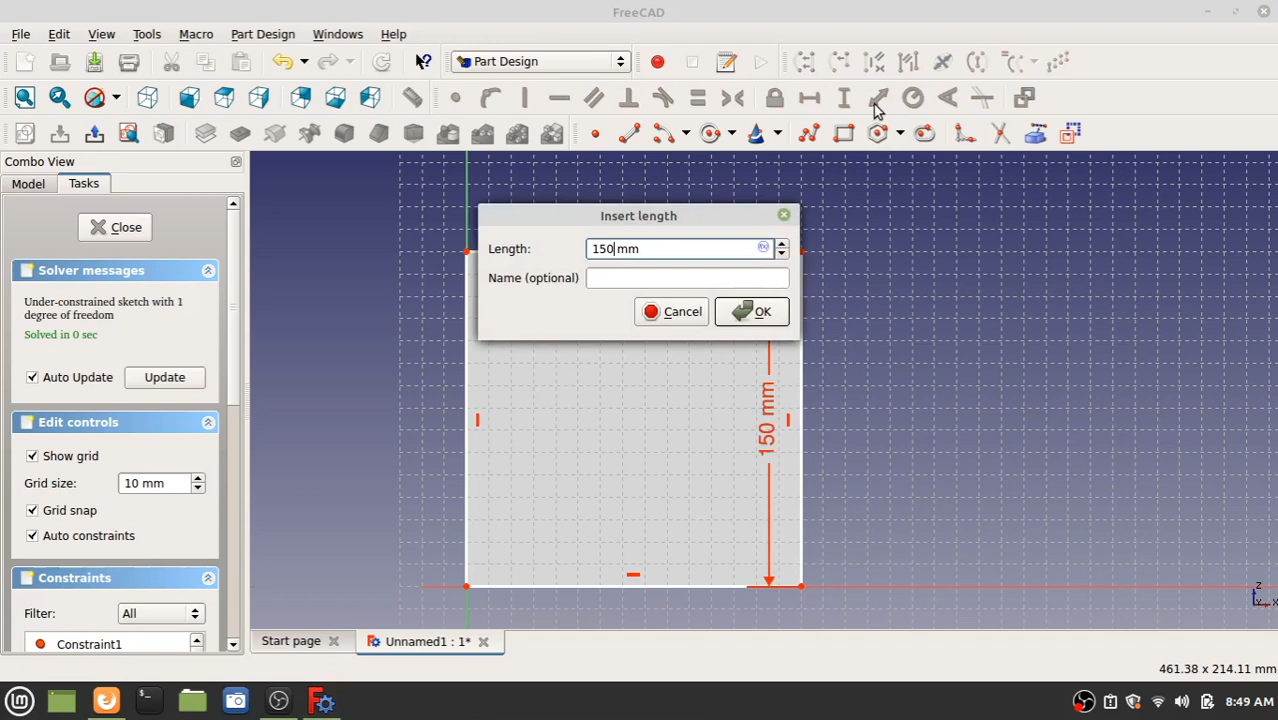 FreeCAD
File Edit View Tools Macro Part Design Windows Help
Part Design
Combo View
Model Tasks
Close
Solver messages
Under-constrained sketch with 1
degree of freedom
Solved in 0 sec
Auto Update Update
Edit controls
Show grid
Grid size: 10 mm
Grid snap
Auto constraints
Constraints
Filter: All
Constraint1
Insert length
Length: 150 mm
Name (optional)
Cancel OK
150 mm
Z
Y X
Start page Unnamed1 : 1*
461.38 x 214.11 mm
8:49 AM